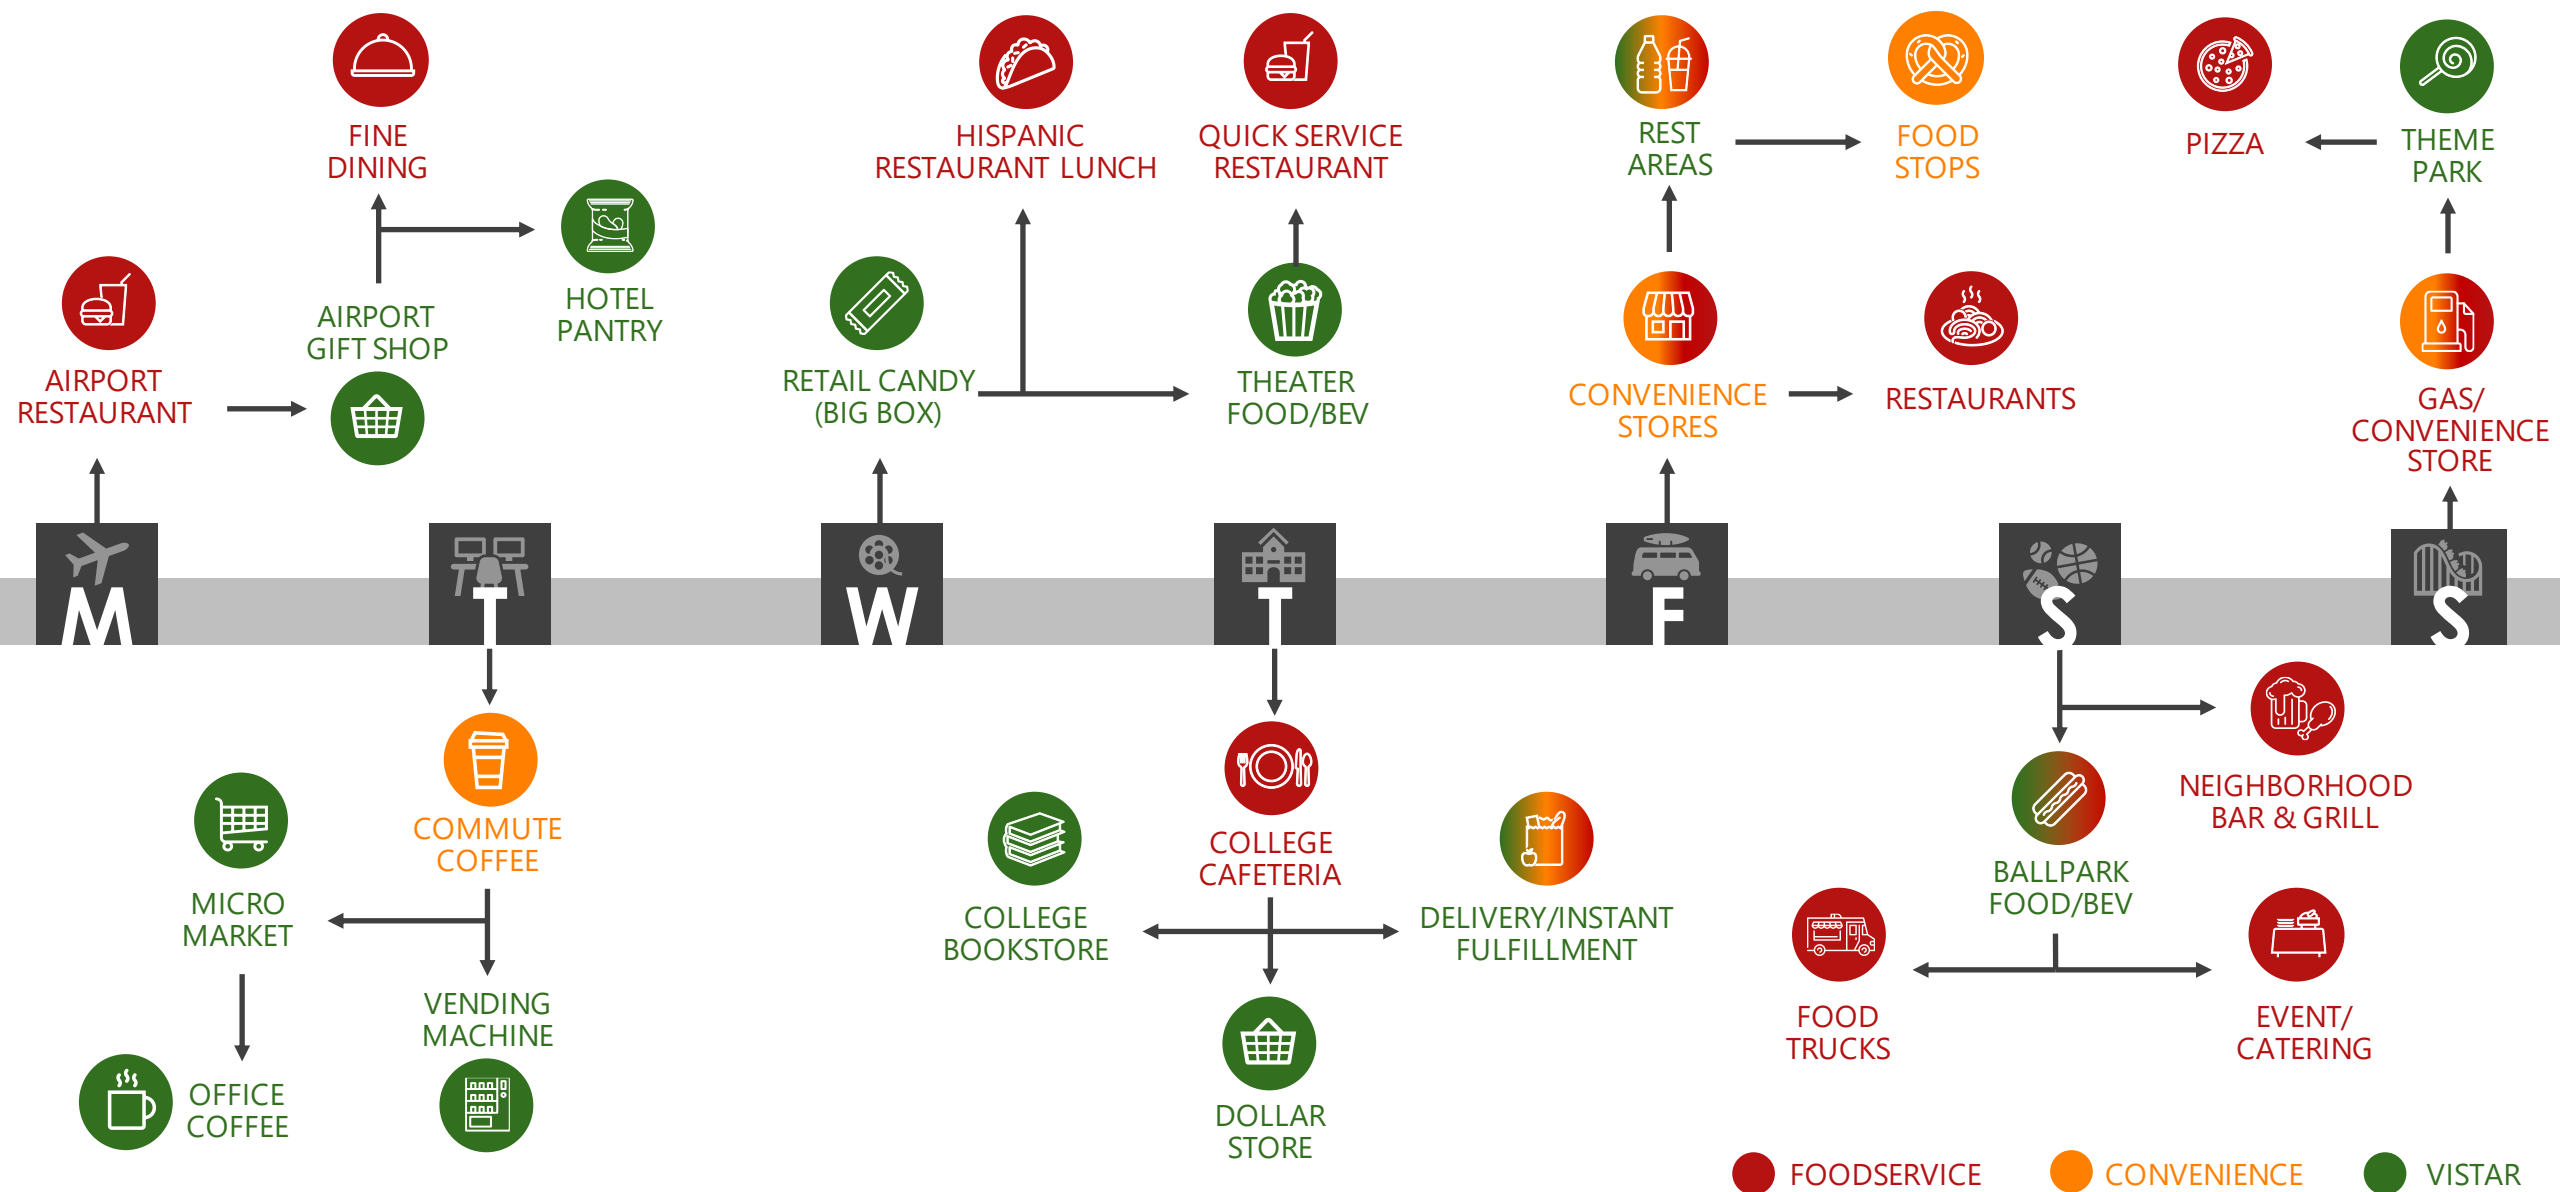 FINE
DINING
HISPANIC
RESTAURANT LUNCH
QUICK SERVICE
RESTAURANT
REST
AREAS
FOOD
STOPS
PIZZA
THEME
PARK
HOTEL
PANTRY
AIRPORT
GIFT SHOP
AIRPORT
RESTAURANT
RETAIL CANDY
(BIG BOX)
THEATER
FOOD/BEV
CONVENIENCE
STORES
RESTAURANTS
GAS/
CONVENIENCE
STORE
M
T
W
T
F
S
S
COMMUTE
COFFEE
MICRO
MARKET
VENDING
MACHINE
OFFICE
COFFEE
COLLEGE
CAFETERIA
COLLEGE
BOOKSTORE
DELIVERY/INSTANT
FULFILLMENT
DOLLAR
STORE
NEIGHBORHOOD
BAR & GRILL
BALLPARK
FOOD/BEV
FOOD
TRUCKS
EVENT/
CATERING
FOODSERVICE
CONVENIENCE
VISTAR